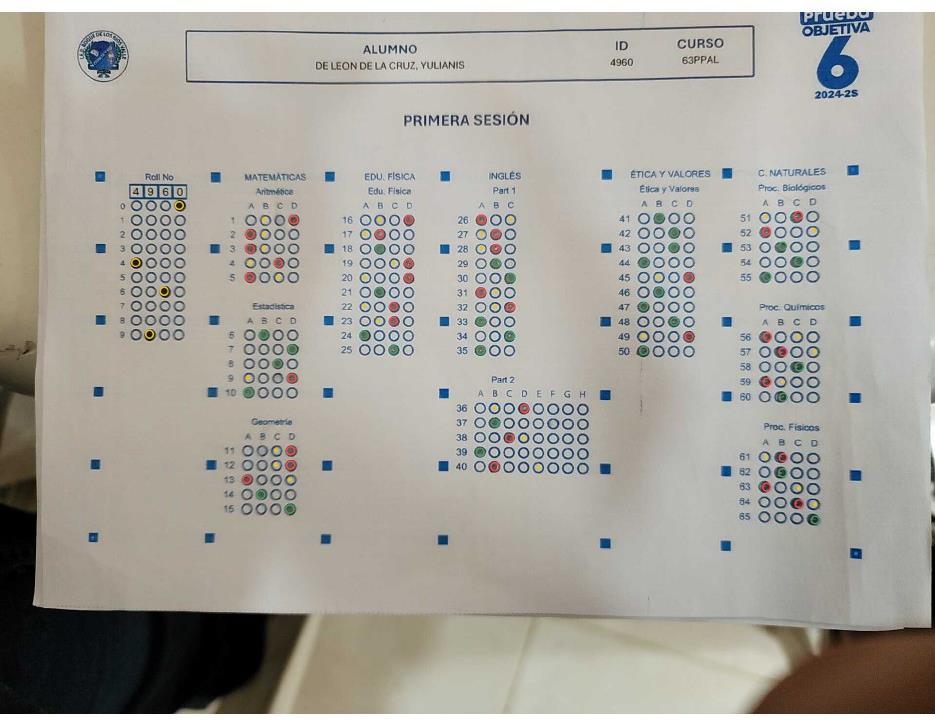 I.E.D. ROQUE DE LOS RIOS VALLE
ALUMNO ID CURSO
DE LEON DE LA CRUZ, YULIANIS 4960 63PPAL
Prueba
OBJETIVA
6
2024-2S
PRIMERA SESIÓN
Roll No
4 9 6 0
0
1
2
3
4
5
6
7
8
9
MATEMÁTICAS
Aritmética
A B C D
1
2
3
4
5
Estadística
A B C D
6
7
8
9
10
Geometría
A B C D
11
12
13
14
15
EDU. FÍSICA
Edu. Física
A B C D
16
17
18
19
20
21
22
23
24
25
INGLÉS
Part 1
A B C
26
27
28
29
30
31
32
33
34
35
Part 2
A B C D E F G H
36
37
38
39
40
ÉTICA Y VALORES
Ética y Valores
A B C D
41
42
43
44
45
46
47
48
49
50
C. NATURALES
Proc. Biológicos
A B C D
51
52
53
54
55
Proc. Químicos
A B C D
56
57
58
59
60
Proc. Físicos
A B C D
61
62
63
64
65